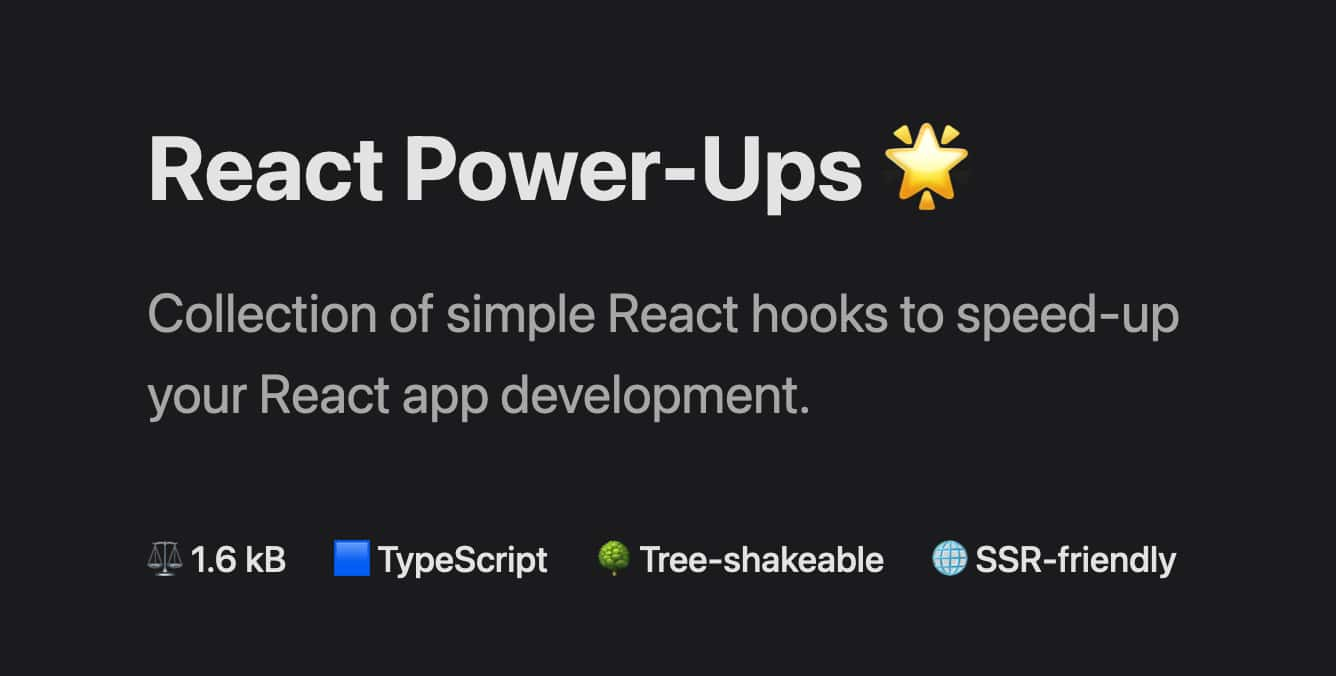 React Power-Ups 🌟
Collection of simple React hooks to speed-up
your React app development.
⚖️ 1.6 kB 🟦 TypeScript 🌳 Tree-shakeable 🌐 SSR-friendly